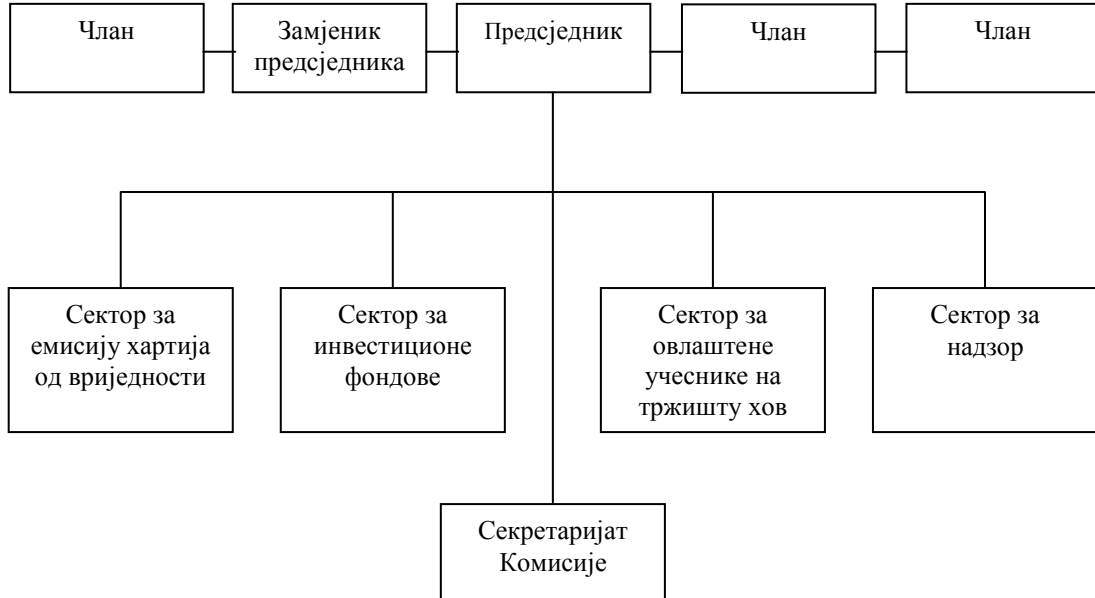 Члан
Замјеник
предсједника
Предсједник
Члан
Члан
Сектор за
емисију хартија
од вриједности
Сектор за
инвестиционе
фондове
Сектор за
овлаштене
учеснике на
тржишту хов
Сектор за
надзор
Секретаријат
Комисије